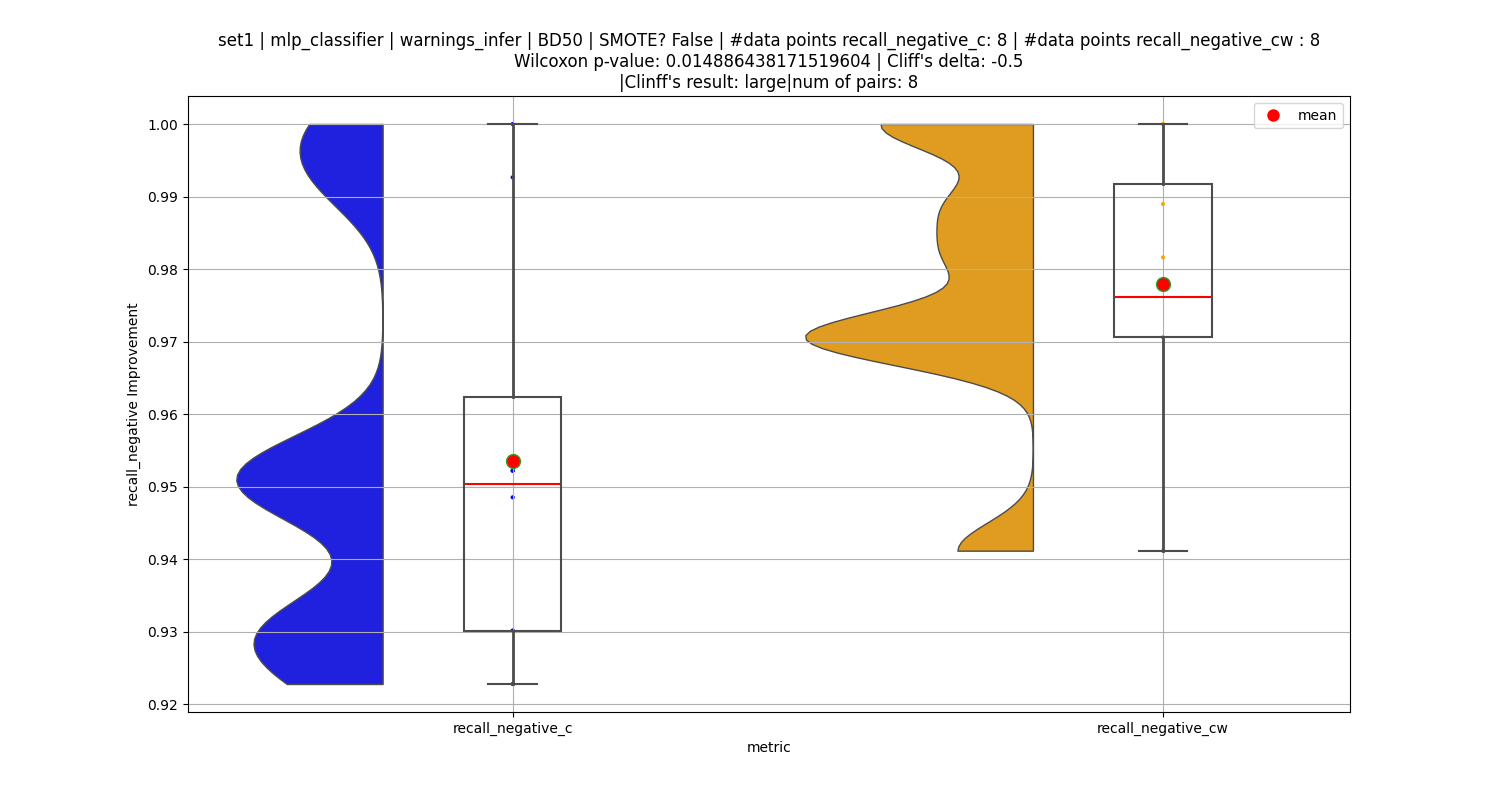 set1 | mlp_classifier | warnings_infer | BD50 | SMOTE? False | #data points recall_negative_c: 8 | #data points recall_negative_cw : 8
Wilcoxon p-value: 0.014886438171519604 | Cliff's delta: -0.5
|Clinff's result: large|num of pairs: 8
mean
1.00
0.99
0.98
0.97
0.96
0.95
0.94
0.93
0.92
recall_negative Improvement
recall_negative_c
recall_negative_cw
metric